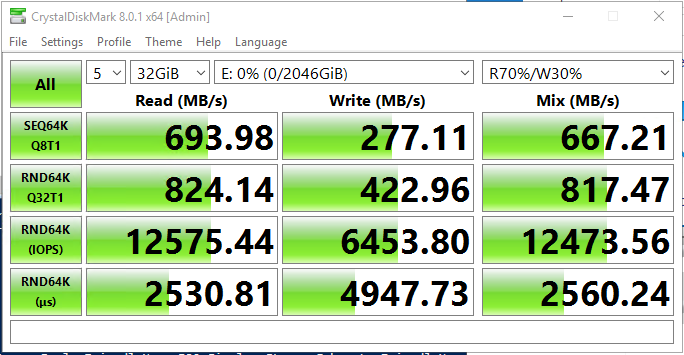 CrystalDiskMark 8.0.1 x64 [Admin]
File Settings Profile Theme Help Language
All 5 32GiB E: 0% (0/2046GiB) R70%/W30%
Read (MB/s) Write (MB/s) Mix (MB/s)
SEQ64K
Q8T1
693.98 277.11 667.21
RND64K
Q32T1
824.14 422.96 817.47
RND64K
(IOPS)
12575.44 6453.80 12473.56
RND64K
(μs)
2530.81 4947.73 2560.24